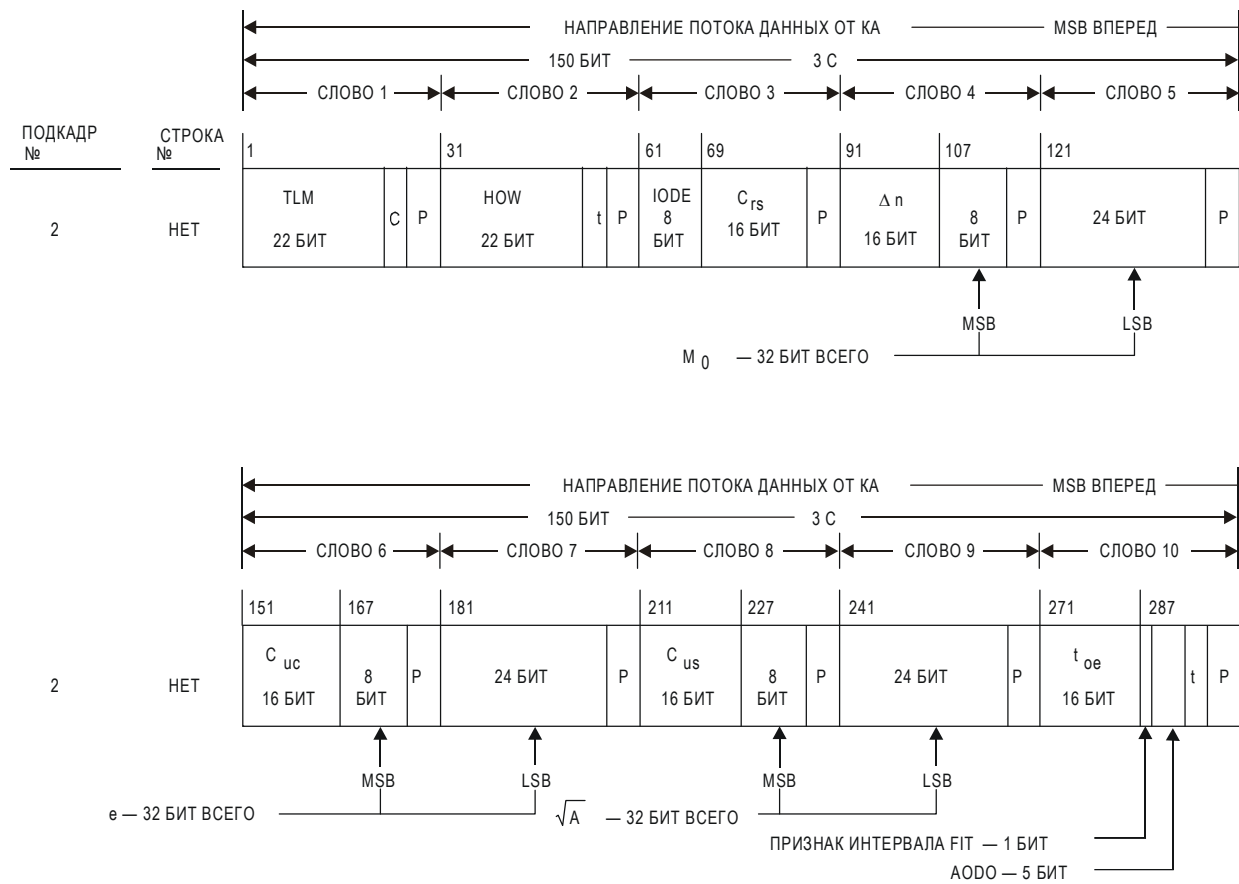 НАПРАВЛЕНИЕ ПОТОКА ДАННЫХ ОТ КА MSB ВПЕРЕД
150 БИТ 3 С
СЛОВО 1 СЛОВО 2 СЛОВО 3 СЛОВО 4 СЛОВО 5
ПОДКАДР № СТРОКА №
1 31 61 69 91 107 121
2 НЕТ
TLM 22 БИТ C P HOW 22 БИТ t P IODE 8 БИТ C rs 16 БИТ P Δ n 16 БИТ 8 БИТ P 24 БИТ P
MSB LSB
M 0 — 32 БИТ ВСЕГО
НАПРАВЛЕНИЕ ПОТОКА ДАННЫХ ОТ КА MSB ВПЕРЕД
150 БИТ 3 С
СЛОВО 6 СЛОВО 7 СЛОВО 8 СЛОВО 9 СЛОВО 10
151 167 181 211 227 241 271 287
2 НЕТ
C uc 16 БИТ 8 БИТ P 24 БИТ P C us 16 БИТ 8 БИТ P 24 БИТ P t oe 16 БИТ t P
MSB LSB MSB LSB
e — 32 БИТ ВСЕГО √A — 32 БИТ ВСЕГО
ПРИЗНАК ИНТЕРВАЛА FIT — 1 БИТ
AODO — 5 БИТ